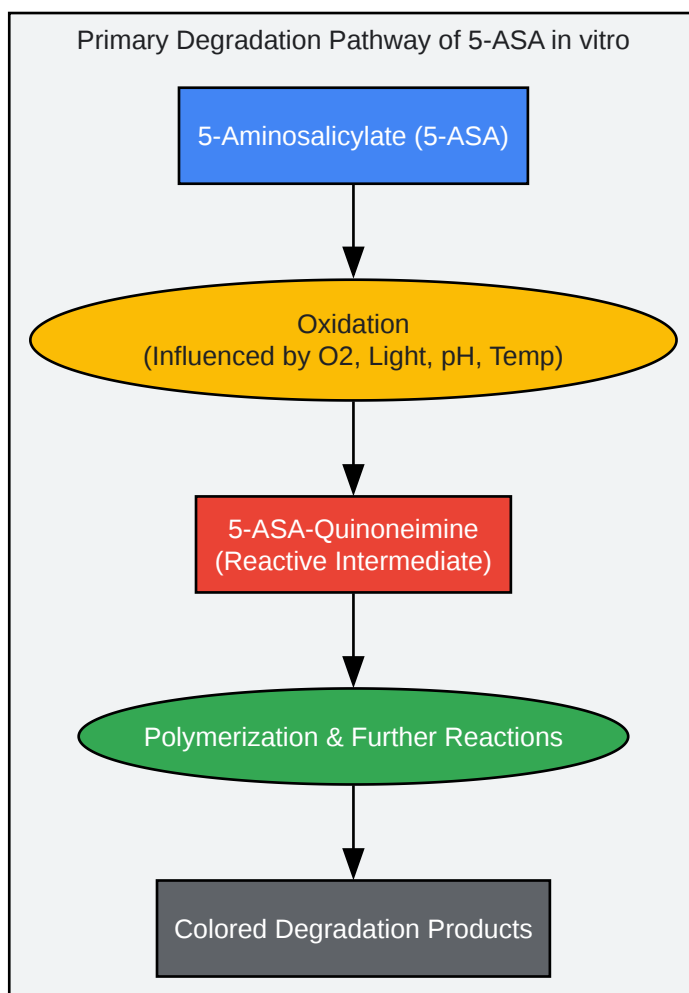 Primary Degradation Pathway of 5-ASA in vitro
5-Aminosalicylate (5-ASA)
Oxidation
(Influenced by O2, Light, pH, Temp)
5-ASA-Quinoneimine
(Reactive Intermediate)
Polymerization & Further Reactions
Colored Degradation Products